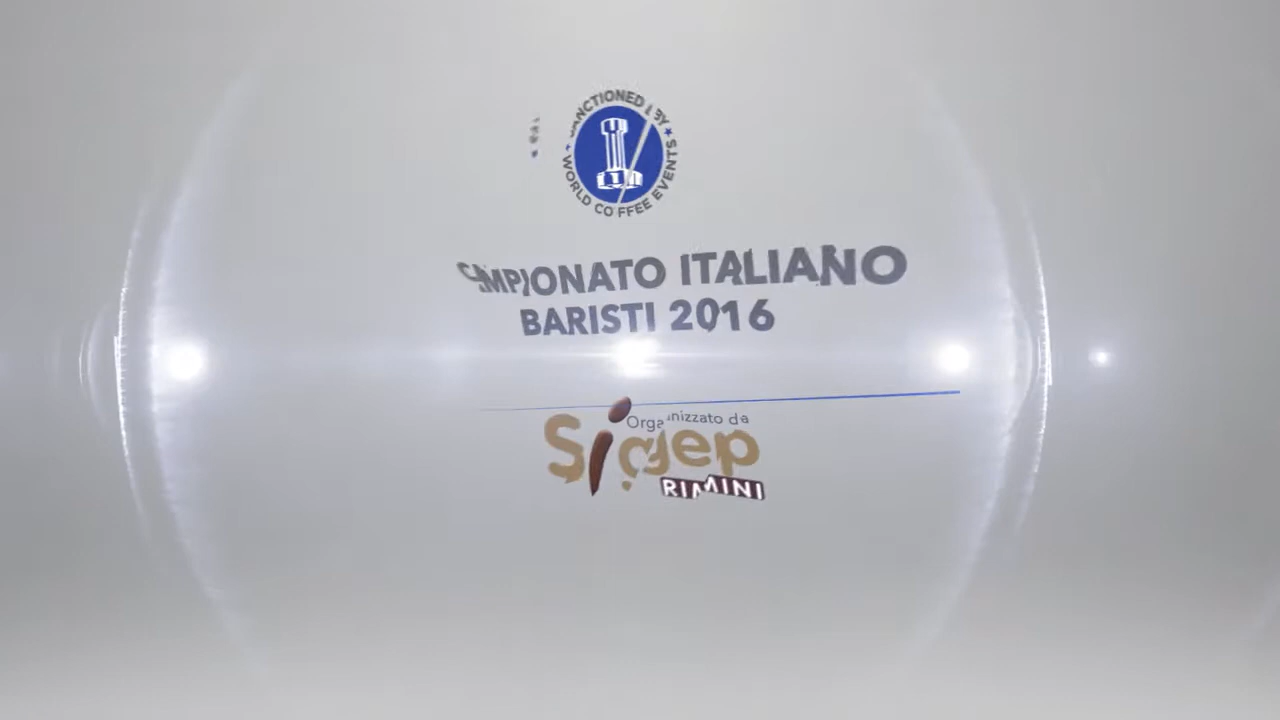 SANCTIONED BY
WORLD COFFEE EVENTS
CAMPIONATO ITALIANO
BARISTI 2016
Organizzato da
Sigep
RIMINI